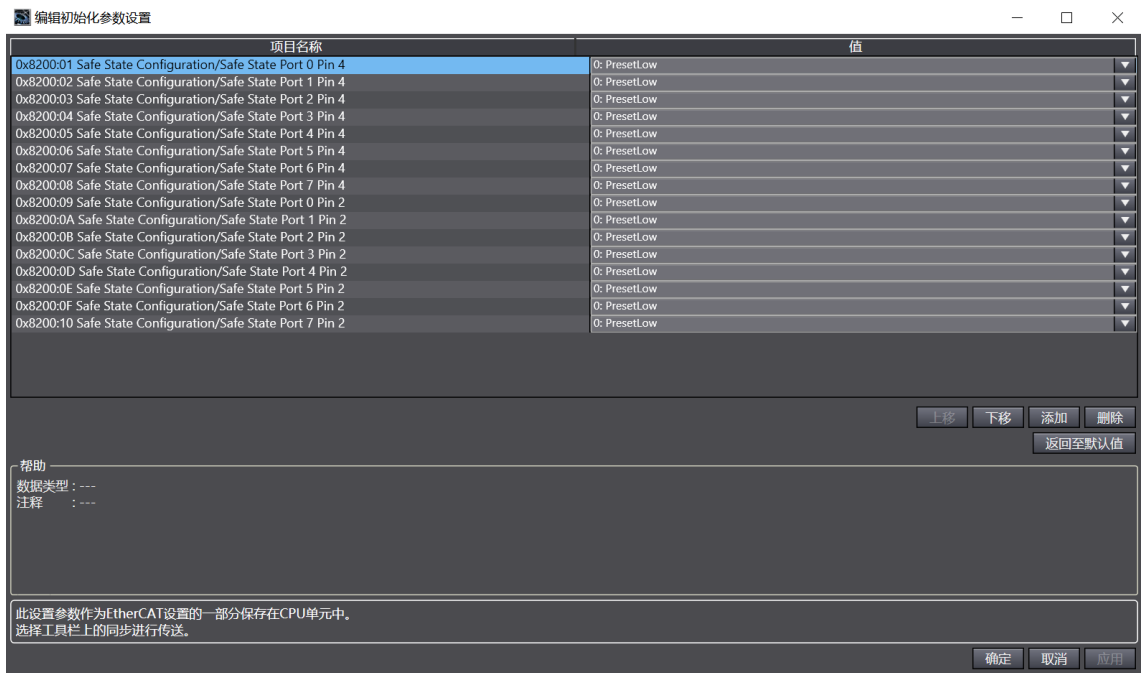 编辑初始化参数设置
项目名称 值
0x8200:01 Safe State Configuration/Safe State Port 0 Pin 4 0: PresetLow
0x8200:02 Safe State Configuration/Safe State Port 1 Pin 4 0: PresetLow
0x8200:03 Safe State Configuration/Safe State Port 2 Pin 4 0: PresetLow
0x8200:04 Safe State Configuration/Safe State Port 3 Pin 4 0: PresetLow
0x8200:05 Safe State Configuration/Safe State Port 4 Pin 4 0: PresetLow
0x8200:06 Safe State Configuration/Safe State Port 5 Pin 4 0: PresetLow
0x8200:07 Safe State Configuration/Safe State Port 6 Pin 4 0: PresetLow
0x8200:08 Safe State Configuration/Safe State Port 7 Pin 4 0: PresetLow
0x8200:09 Safe State Configuration/Safe State Port 0 Pin 2 0: PresetLow
0x8200:0A Safe State Configuration/Safe State Port 1 Pin 2 0: PresetLow
0x8200:0B Safe State Configuration/Safe State Port 2 Pin 2 0: PresetLow
0x8200:0C Safe State Configuration/Safe State Port 3 Pin 2 0: PresetLow
0x8200:0D Safe State Configuration/Safe State Port 4 Pin 2 0: PresetLow
0x8200:0E Safe State Configuration/Safe State Port 5 Pin 2 0: PresetLow
0x8200:0F Safe State Configuration/Safe State Port 6 Pin 2 0: PresetLow
0x8200:10 Safe State Configuration/Safe State Port 7 Pin 2 0: PresetLow
上移 下移 添加 删除
返回至默认值
帮助
数据类型 : ---
注释 : ---
此设置参数作为EtherCAT设置的一部分保存在CPU单元中。
选择工具栏上的同步进行传送。
确定 取消 应用